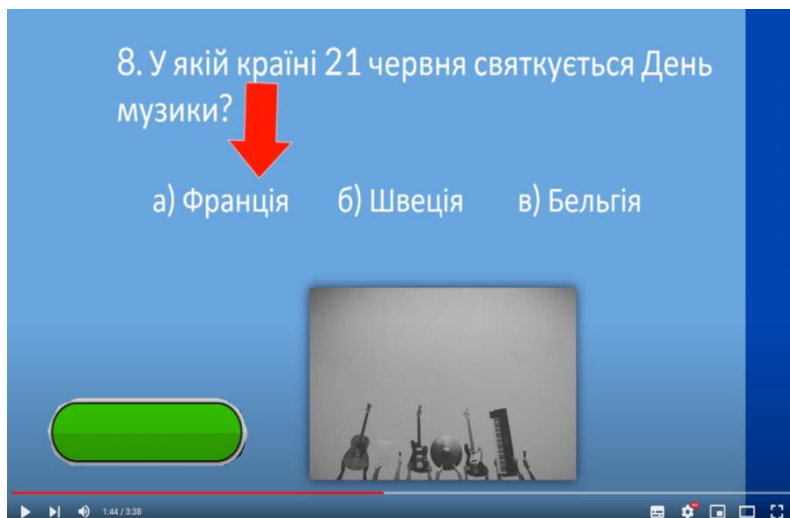 8. У якій країні 21 червня святкується День
музики?
а) Франція б) Швеція в) Бельгія
1:44 / 3:38